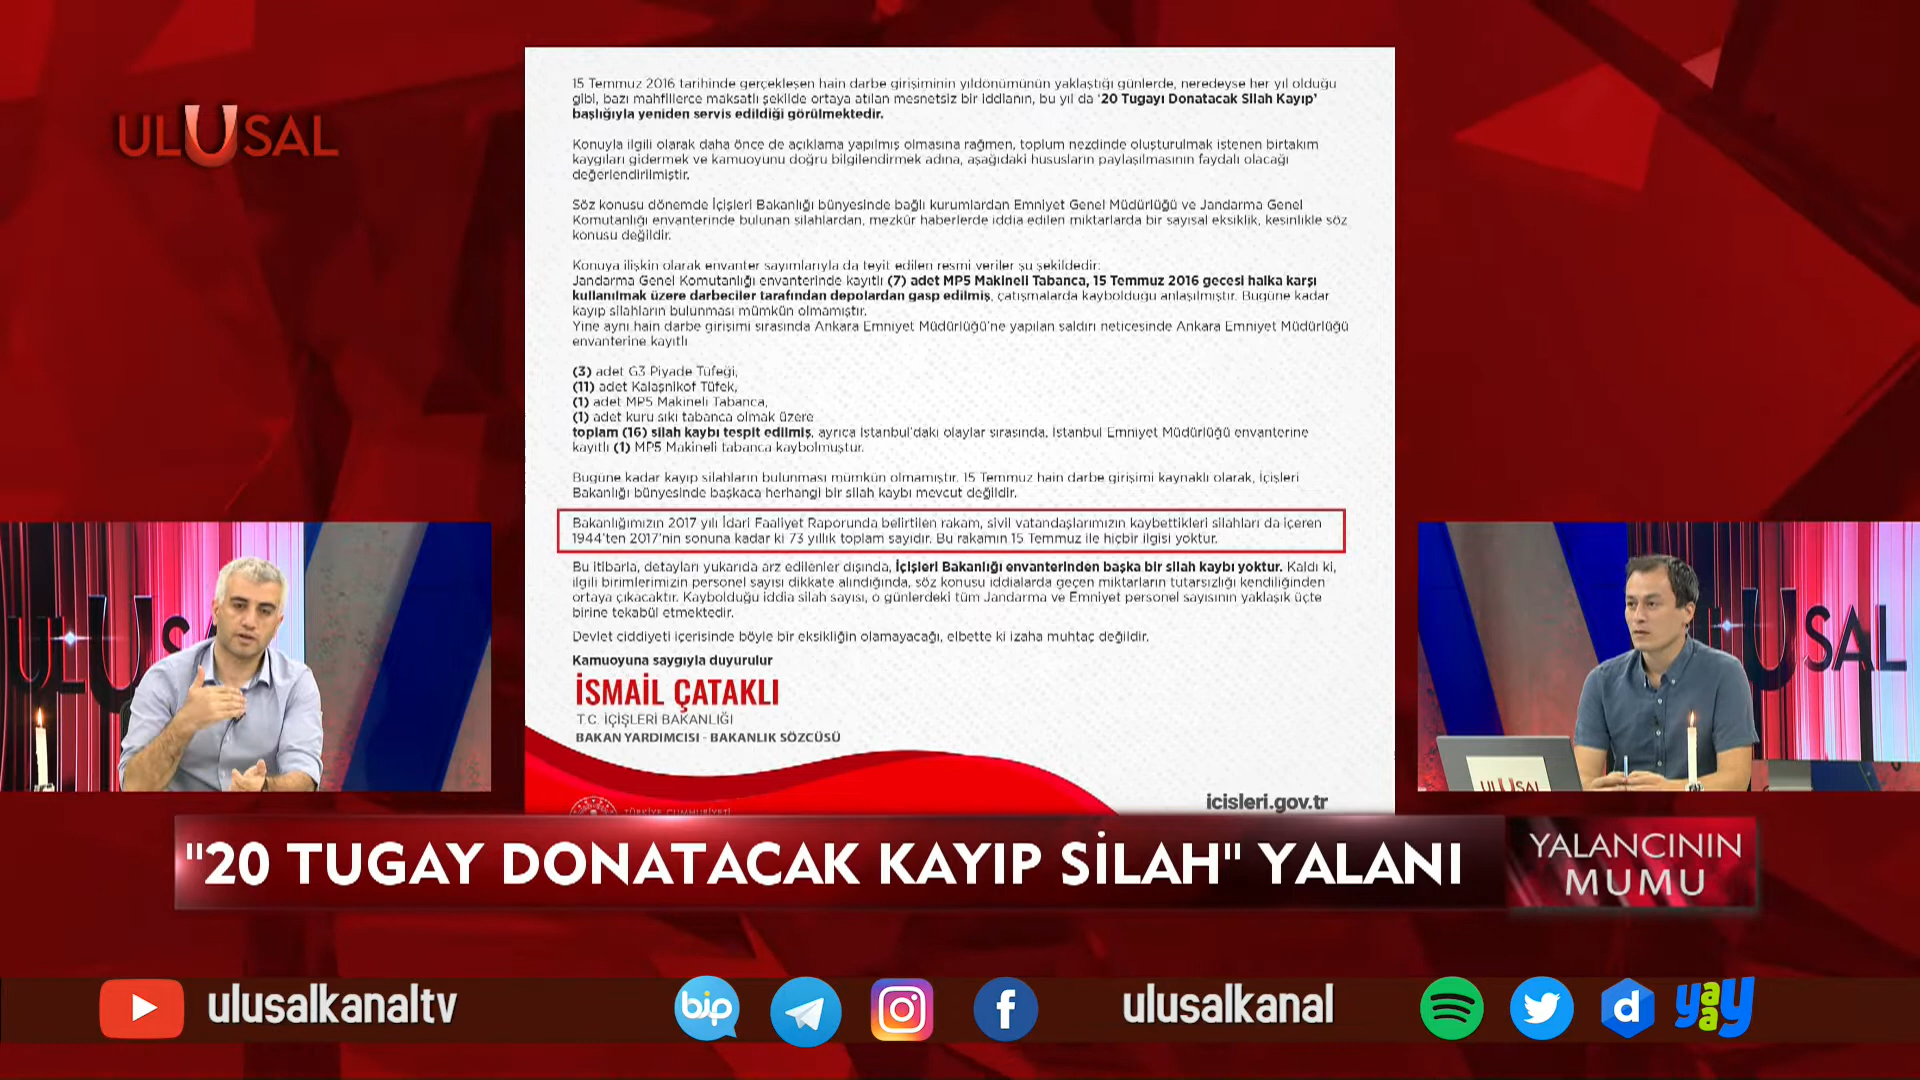 15 Temmuz 2016 tarihinde gerçekleşen hain darbe girişiminin yıldönümünün yaklaştığı günlerde, neredeyse her yıl olduğu
gibi, bazı mahfillerce maksatlı şekilde ortaya atılan mesnetsiz bir iddianın, bu yıl da '20 Tugayı Donatacak Silah Kayıp'
başlığıyla yeniden servis edildiği görülmektedir.
Konuyla ilgili olarak daha önce de açıklama yapılmış olmasına rağmen, toplum nezdinde oluşturulmak istenen birtakım
kaygıları gidermek ve kamuoyunu doğru bilgilendirmek adına, aşağıdaki hususların paylaşılmasının faydalı olacağı
değerlendirilmiştir.
Söz konusu dönemde İçişleri Bakanlığı bünyesinde bağlı kurumlardan Emniyet Genel Müdürlüğü ve Jandarma Genel
Komutanlığı envanterinde bulunan silahlardan, mezkûr haberlerde iddia edilen miktarlarda bir sayısal eksiklik, kesinlikle söz
konusu değildir.
Konuya ilişkin olarak envanter sayımlarıyla da teyit edilen resmi veriler şu şekildedir:
Jandarma Genel Komutanlığı envanterinde kayıtlı (7) adet MP5 Makineli Tabanca, 15 Temmuz 2016 gecesi halka karşı
kullanılmak üzere darbeciler tarafından depolardan gasp edilmiş, çatışmalarda kaybolduğu anlaşılmıştır. Bugüne kadar
kayıp silahların bulunması mümkün olmamıştır.
Yine aynı hain darbe girişimi sırasında Ankara Emniyet Müdürlüğü'ne yapılan saldırı neticesinde Ankara Emniyet Müdürlüğü
envanterine kayıtlı
(3) adet G3 Piyade Tüfeği,
(11) adet Kalaşnikof Tüfek,
(1) adet MP5 Makineli Tabanca,
(1) adet kuru sıkı tabanca olmak üzere
toplam (16) silah kaybı tespit edilmiş, ayrıca İstanbul'daki olaylar sırasında, İstanbul Emniyet Müdürlüğü envanterine
kayıtlı (1) MP5 Makineli tabanca kaybolmuştur.
Bugüne kadar kayıp silahların bulunması mümkün olmamıştır. 15 Temmuz hain darbe girişimi kaynaklı olarak, İçişleri
Bakanlığı bünyesinde başkaca herhangi bir silah kaybı mevcut değildir.
Bakanlığımızın 2017 yılı İdari Faaliyet Raporunda belirtilen rakam, sivil vatandaşlarımızın kaybettikleri silahları da içeren
1944'ten 2017'nin sonuna kadar ki 73 yıllık toplam sayıdır. Bu rakamın 15 Temmuz ile hiçbir ilgisi yoktur.
Bu itibarla, detayları yukarıda arz edilenler dışında, İçişleri Bakanlığı envanterinden başka bir silah kaybı yoktur. Kaldı ki,
ilgili birimlerimizin personel sayısı dikkate alındığında, söz konusu iddialarda geçen miktarların tutarsızlığı kendiliğinden
ortaya çıkacaktır. Kaybolduğu iddia silah sayısı, o günlerdeki tüm Jandarma ve Emniyet personel sayısının yaklaşık üçte
birine tekabül etmektedir.
Devlet ciddiyeti içerisinde böyle bir eksikliğin olamayacağı, elbette ki izaha muhtaç değildir.
Kamuoyuna saygıyla duyurulur
İSMAİL ÇATAKLI
T.C. İÇİŞLERİ BAKANLIĞI
BAKAN YARDIMCISI - BAKANLIK SÖZCÜSÜ
TÜRKİYE CUMHURİYETİ
icisleri.gov.tr
ULUSAL
ULUSAL
USAL
ULUSAL
"20 TUGAY DONATACAK KAYIP SİLAH" YALANI
YALANCININ
MUMU
ulusalkanaltv
bip
ulusalkanal
d
yaay